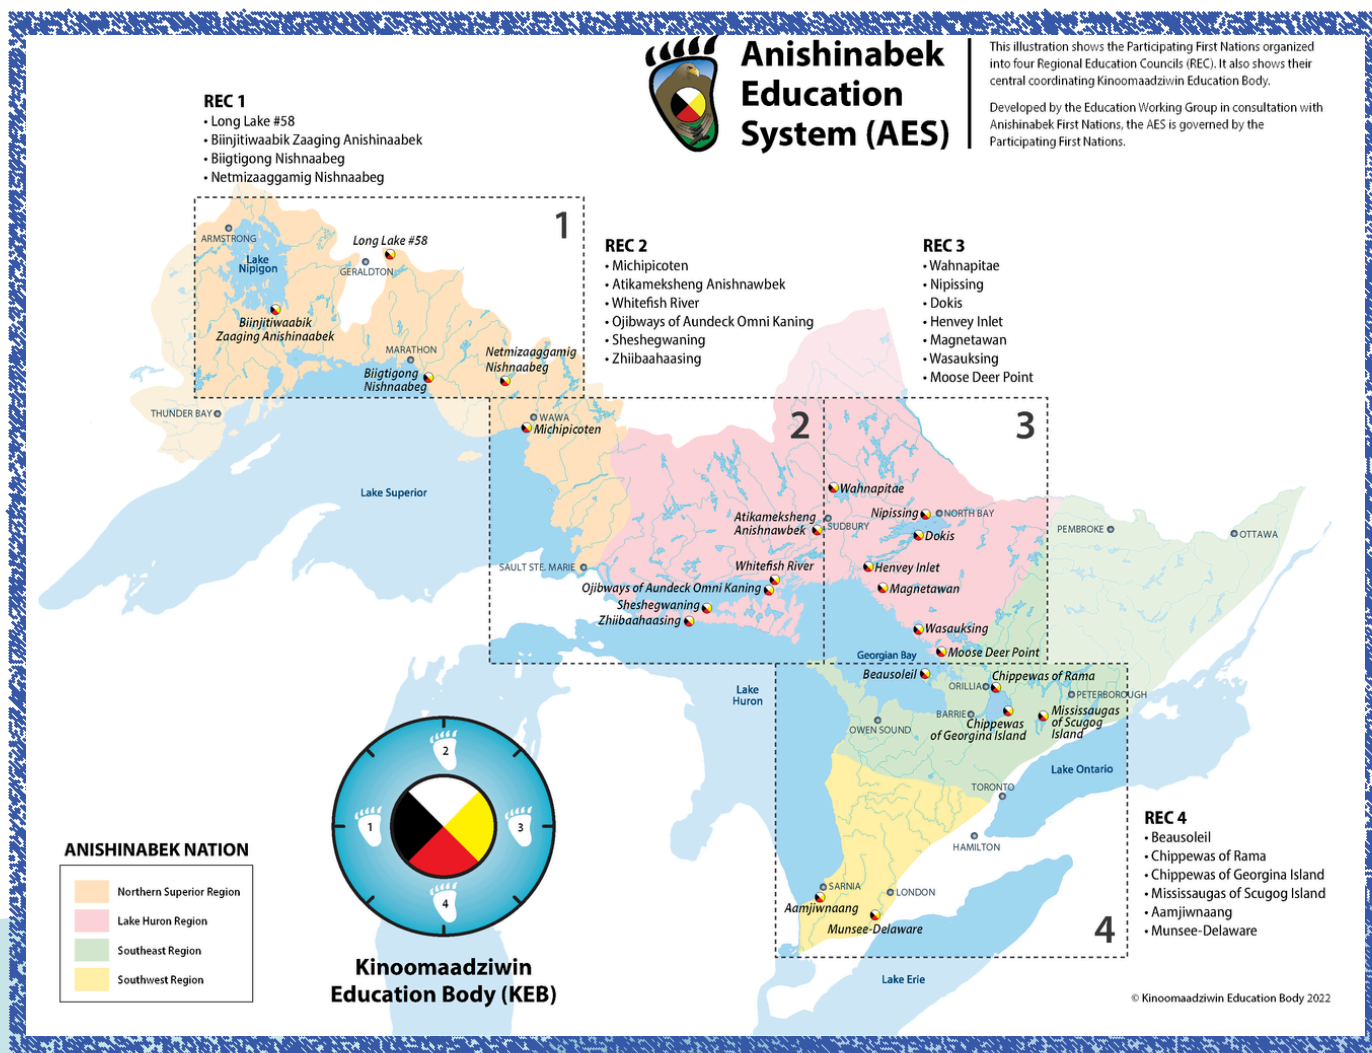 Anishinabek
Education
System (AES)
This illustration shows the Participating First Nations organized
into four Regional Education Councils (REC). It also shows their
central coordinating Kinoomaadziwin Education Body.
Developed by the Education Working Group in consultation with
Anishinabek First Nations, the AES is governed by the
Participating First Nations.
REC 1
• Long Lake #58
• Biinjitiwaabik Zaaging Anishinaabek
• Biigtigong Nishnaabeg
• Netmizaaggamig Nishnaabeg
1
ARMSTRONG
Lake
Nipigon
Long Lake #58
GERALDTON
Biinjitiwaabik
Zaaging Anishinaabek
MARATHON
Biigtigong
Nishnaabeg
Netmizaaggamig
Nishnaabeg
THUNDER BAY
REC 2
• Michipicoten
• Atikameksheng Anishnawbek
• Whitefish River
• Ojibways of Aundeck Omni Kaning
• Sheshegwaning
• Zhiibaahaasing
REC 3
• Wahnapitae
• Nipissing
• Dokis
• Henvey Inlet
• Magnetawan
• Wasauksing
• Moose Deer Point
2
3
WAWA
Michipicoten
Lake Superior
Wahnapitae
Atikameksheng
Anishnawbek
SUDBURY
Nipissing
NORTH BAY
Dokis
PEMBROKE
OTTAWA
SAULT STE. MARIE
Whitefish River
Henvey Inlet
Ojibways of Aundeck Omni Kaning
Magnetawan
Sheshegwaning
Zhiibaahaasing
Wasauksing
Georgian Bay
Moose Deer Point
Beausoleil
Chippewas of Rama
ORILLIA
PETERBOROUGH
Lake
Huron
BARRIE
OWEN SOUND
Chippewas
of Georgina Island
Mississaugas
of Scugog
Island
Lake Ontario
TORONTO
HAMILTON
SARNIA
LONDON
Aamjiwnaang
Munsee-Delaware
4
Lake Erie
REC 4
• Beausoleil
• Chippewas of Rama
• Chippewas of Georgina Island
• Mississaugas of Scugog Island
• Aamjiwnaang
• Munsee-Delaware
2
1
3
4
Kinoomaadziwin
Education Body (KEB)
ANISHINABEK NATION
Northern Superior Region
Lake Huron Region
Southeast Region
Southwest Region
© Kinoomaadziwin Education Body 2022